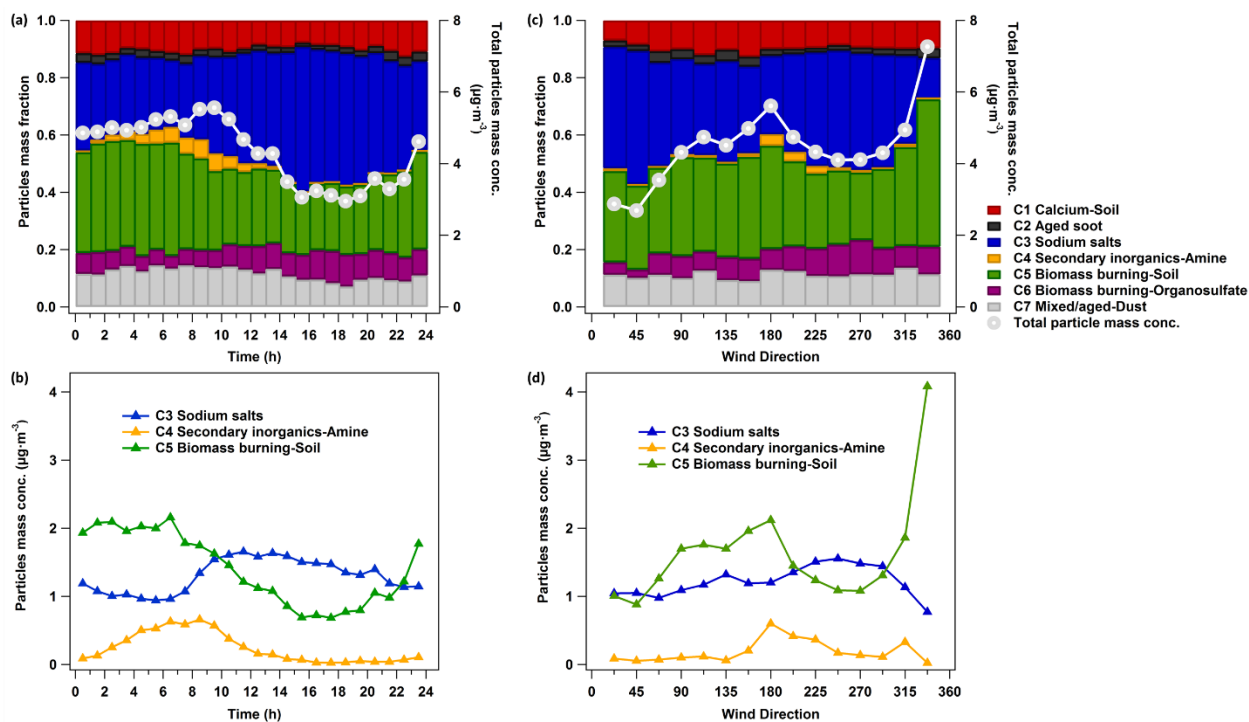 (a)
1.0
0.8
0.6
0.4
0.2
0.0
Particles mass fraction
8
6
4
2
0
Total particles mass conc. (μg·m⁻³)
0 2 4 6 8 10 12 14 16 18 20 22 24
Time (h)
(c)
1.0
0.8
0.6
0.4
0.2
0.0
Particles mass fraction
8
6
4
2
0
Total particles mass conc. (μg·m⁻³)
0 45 90 135 180 225 270 315 360
Wind Direction
C1 Calcium-Soil
C2 Aged soot
C3 Sodium salts
C4 Secondary inorganics-Amine
C5 Biomass burning-Soil
C6 Biomass burning-Organosulfate
C7 Mixed/aged-Dust
Total particle mass conc.
(b)
4
3
2
1
0
Particles mass conc. (μg·m⁻³)
C3 Sodium salts
C4 Secondary inorganics-Amine
C5 Biomass burning-Soil
0 2 4 6 8 10 12 14 16 18 20 22 24
Time (h)
(d)
4
3
2
1
0
Particles mass conc. (μg·m⁻³)
C3 Sodium salts
C4 Secondary inorganics-Amine
C5 Biomass burning-Soil
0 45 90 135 180 225 270 315 360
Wind Direction